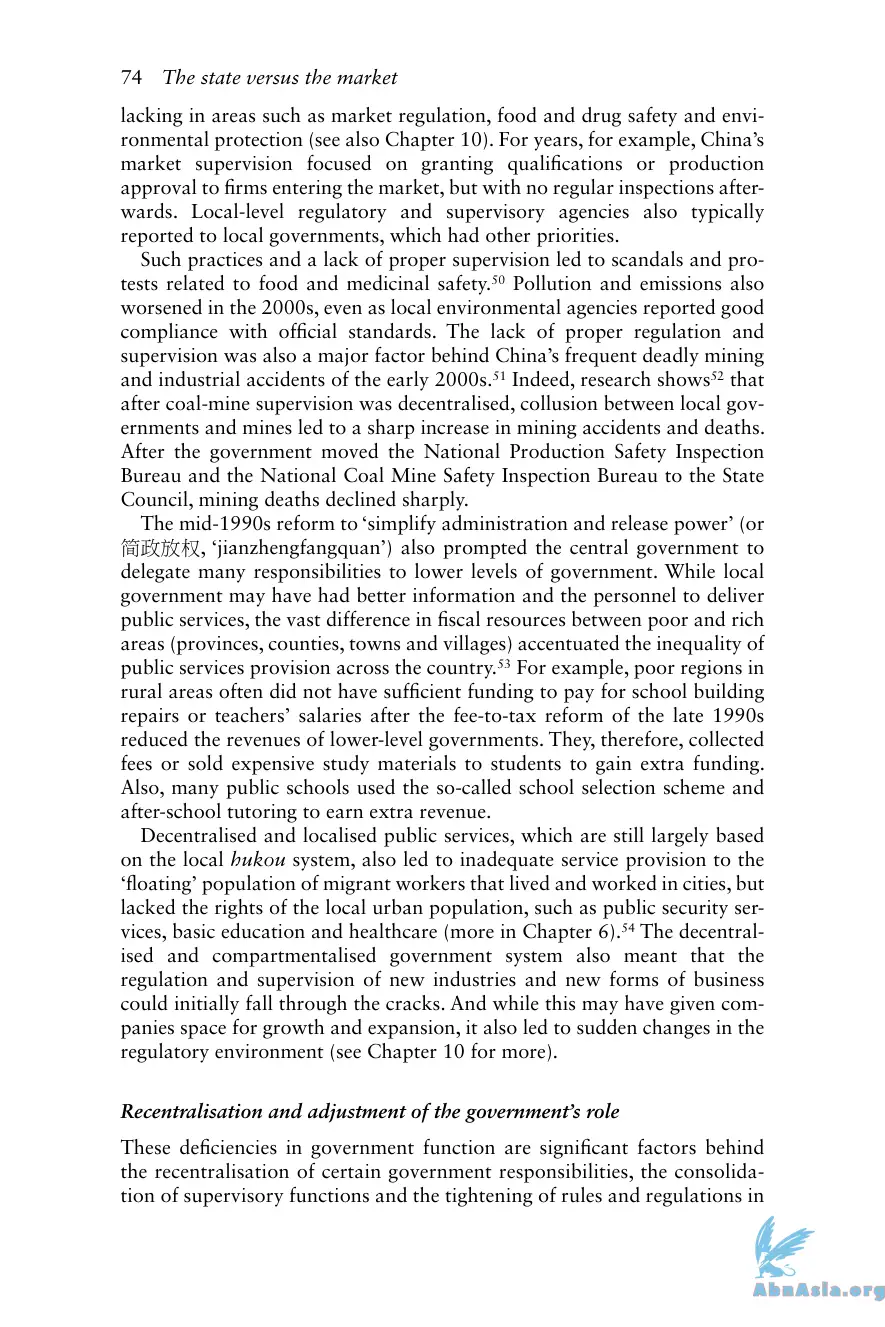 74 The state versus the market
lacking in areas such as market regulation, food and drug safety and envi-
ronmental protection (see also Chapter 10). For years, for example, China’s
market supervision focused on granting qualifications or production
approval to firms entering the market, but with no regular inspections after-
wards. Local-level regulatory and supervisory agencies also typically
reported to local governments, which had other priorities.
Such practices and a lack of proper supervision led to scandals and pro-
tests related to food and medicinal safety.⁵⁰ Pollution and emissions also
worsened in the 2000s, even as local environmental agencies reported good
compliance with official standards. The lack of proper regulation and
supervision was also a major factor behind China’s frequent deadly mining
and industrial accidents of the early 2000s.⁵¹ Indeed, research shows⁵² that
after coal-mine supervision was decentralised, collusion between local gov-
ernments and mines led to a sharp increase in mining accidents and deaths.
After the government moved the National Production Safety Inspection
Bureau and the National Coal Mine Safety Inspection Bureau to the State
Council, mining deaths declined sharply.
The mid-1990s reform to ‘simplify administration and release power’ (or
简政放权, ‘jianzhengfangquan’) also prompted the central government to
delegate many responsibilities to lower levels of government. While local
government may have had better information and the personnel to deliver
public services, the vast difference in fiscal resources between poor and rich
areas (provinces, counties, towns and villages) accentuated the inequality of
public services provision across the country.⁵³ For example, poor regions in
rural areas often did not have sufficient funding to pay for school building
repairs or teachers’ salaries after the fee-to-tax reform of the late 1990s
reduced the revenues of lower-level governments. They, therefore, collected
fees or sold expensive study materials to students to gain extra funding.
Also, many public schools used the so-called school selection scheme and
after-school tutoring to earn extra revenue.
Decentralised and localised public services, which are still largely based
on the local hukou system, also led to inadequate service provision to the
‘floating’ population of migrant workers that lived and worked in cities, but
lacked the rights of the local urban population, such as public security ser-
vices, basic education and healthcare (more in Chapter 6).⁵⁴ The decentral-
ised and compartmentalised government system also meant that the
regulation and supervision of new industries and new forms of business
could initially fall through the cracks. And while this may have given com-
panies space for growth and expansion, it also led to sudden changes in the
regulatory environment (see Chapter 10 for more).
Recentralisation and adjustment of the government’s role
These deficiencies in government function are significant factors behind
the recentralisation of certain government responsibilities, the consolida-
tion of supervisory functions and the tightening of rules and regulations in
AbnAsia.org